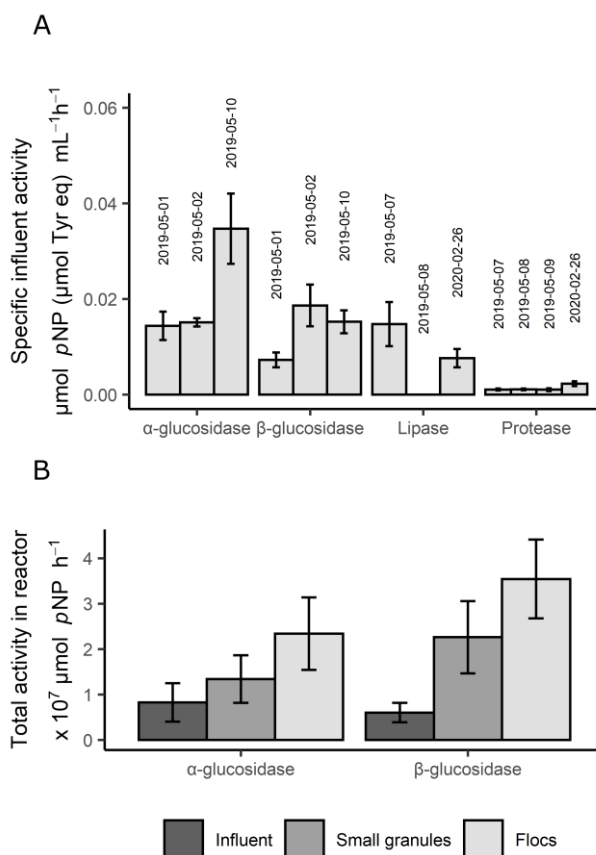 A
Specific influent activity
μmol pNP (μmol Tyr eq) mL⁻¹h⁻¹
0.06
0.04
0.02
0.00
2019-05-01
2019-05-02
2019-05-10
2019-05-01
2019-05-02
2019-05-10
2019-05-07
2019-05-08
2020-02-26
2019-05-07
2019-05-08
2019-05-09
2020-02-26
α-glucosidase β-glucosidase Lipase Protease
B
Total activity in reactor
x 10⁷ μmol pNP h⁻¹
4
3
2
1
0
α-glucosidase β-glucosidase
Influent Small granules Flocs